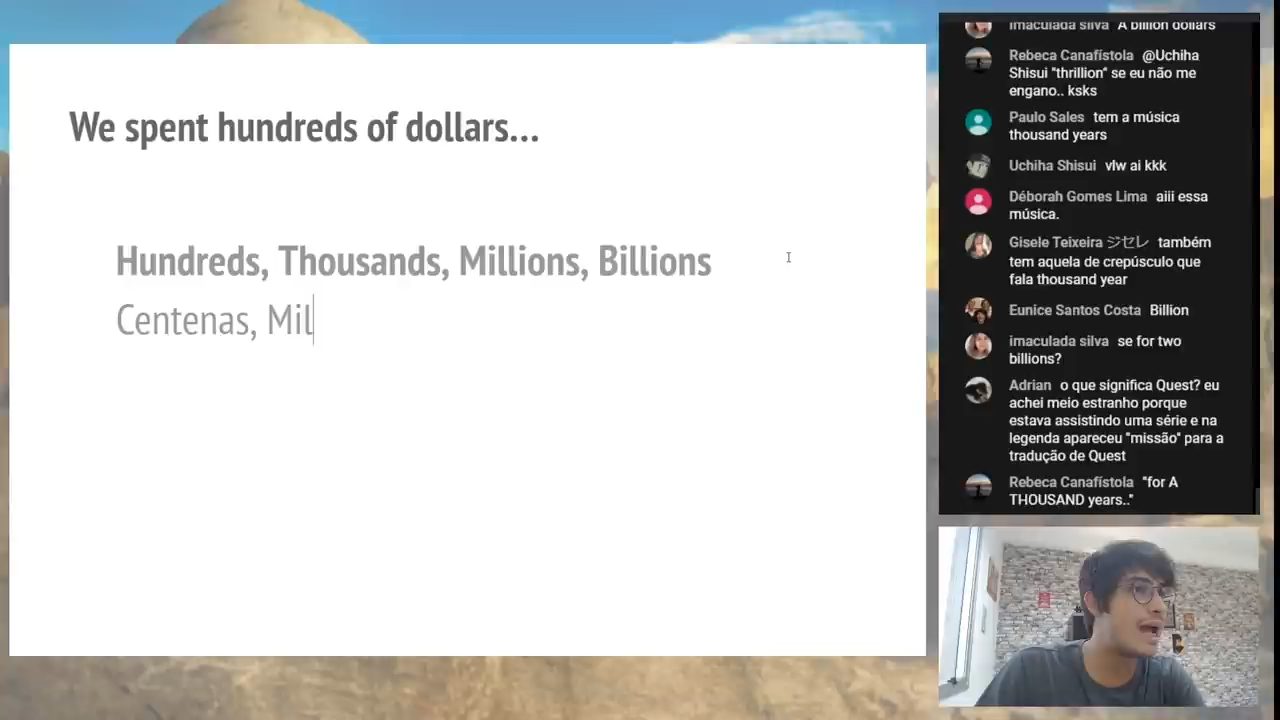 We spent hundreds of dollars...
Hundreds, Thousands, Millions, Billions
Centenas, Mil
imaculada silva A billion dollars
Rebeca Canafístola @Uchiha
Shisui "thrillion" se eu não me
engano.. ksks
Paulo Sales tem a música
thousand years
Uchiha Shisui vlw ai kkk
Déborah Gomes Lima aiii essa
música.
Gisele Teixeira ジセレ também
tem aquela de crepúsculo que
fala thousand year
Eunice Santos Costa Billion
imaculada silva se for two
billions?
Adrian o que significa Quest? eu
achei meio estranho porque
estava assistindo uma série e na
legenda apareceu "missão" para a
tradução de Quest
Rebeca Canafístola "for A
THOUSAND years.."